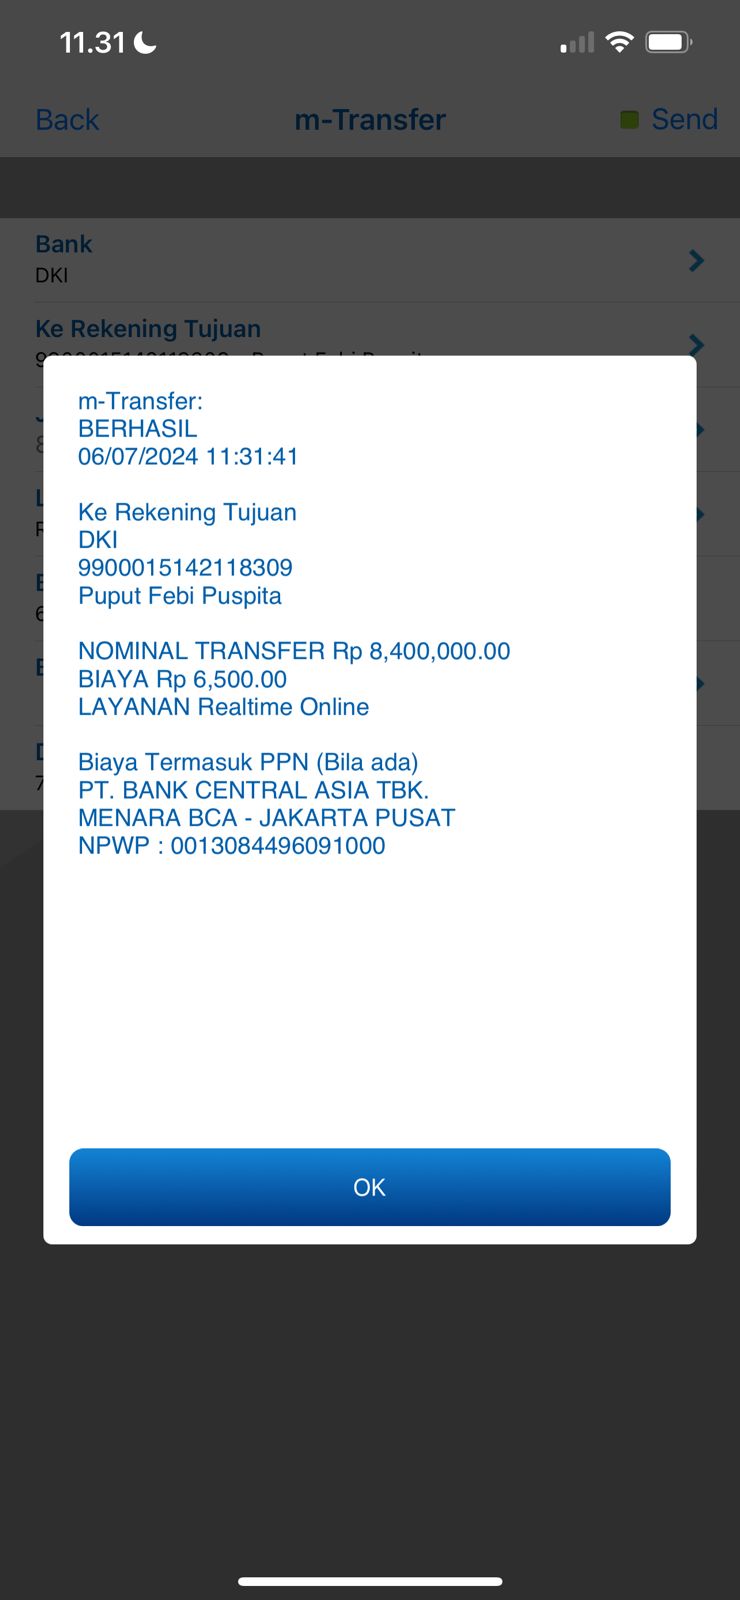 11.31
Back
m-Transfer
Send
Bank
DKI
Ke Rekening Tujuan
m-Transfer:
BERHASIL
06/07/2024 11:31:41
Ke Rekening Tujuan
DKI
9900015142118309
Puput Febi Puspita
NOMINAL TRANSFER Rp 8,400,000.00
BIAYA Rp 6,500.00
LAYANAN Realtime Online
Biaya Termasuk PPN (Bila ada)
PT. BANK CENTRAL ASIA TBK.
MENARA BCA - JAKARTA PUSAT
NPWP : 0013084496091000
OK